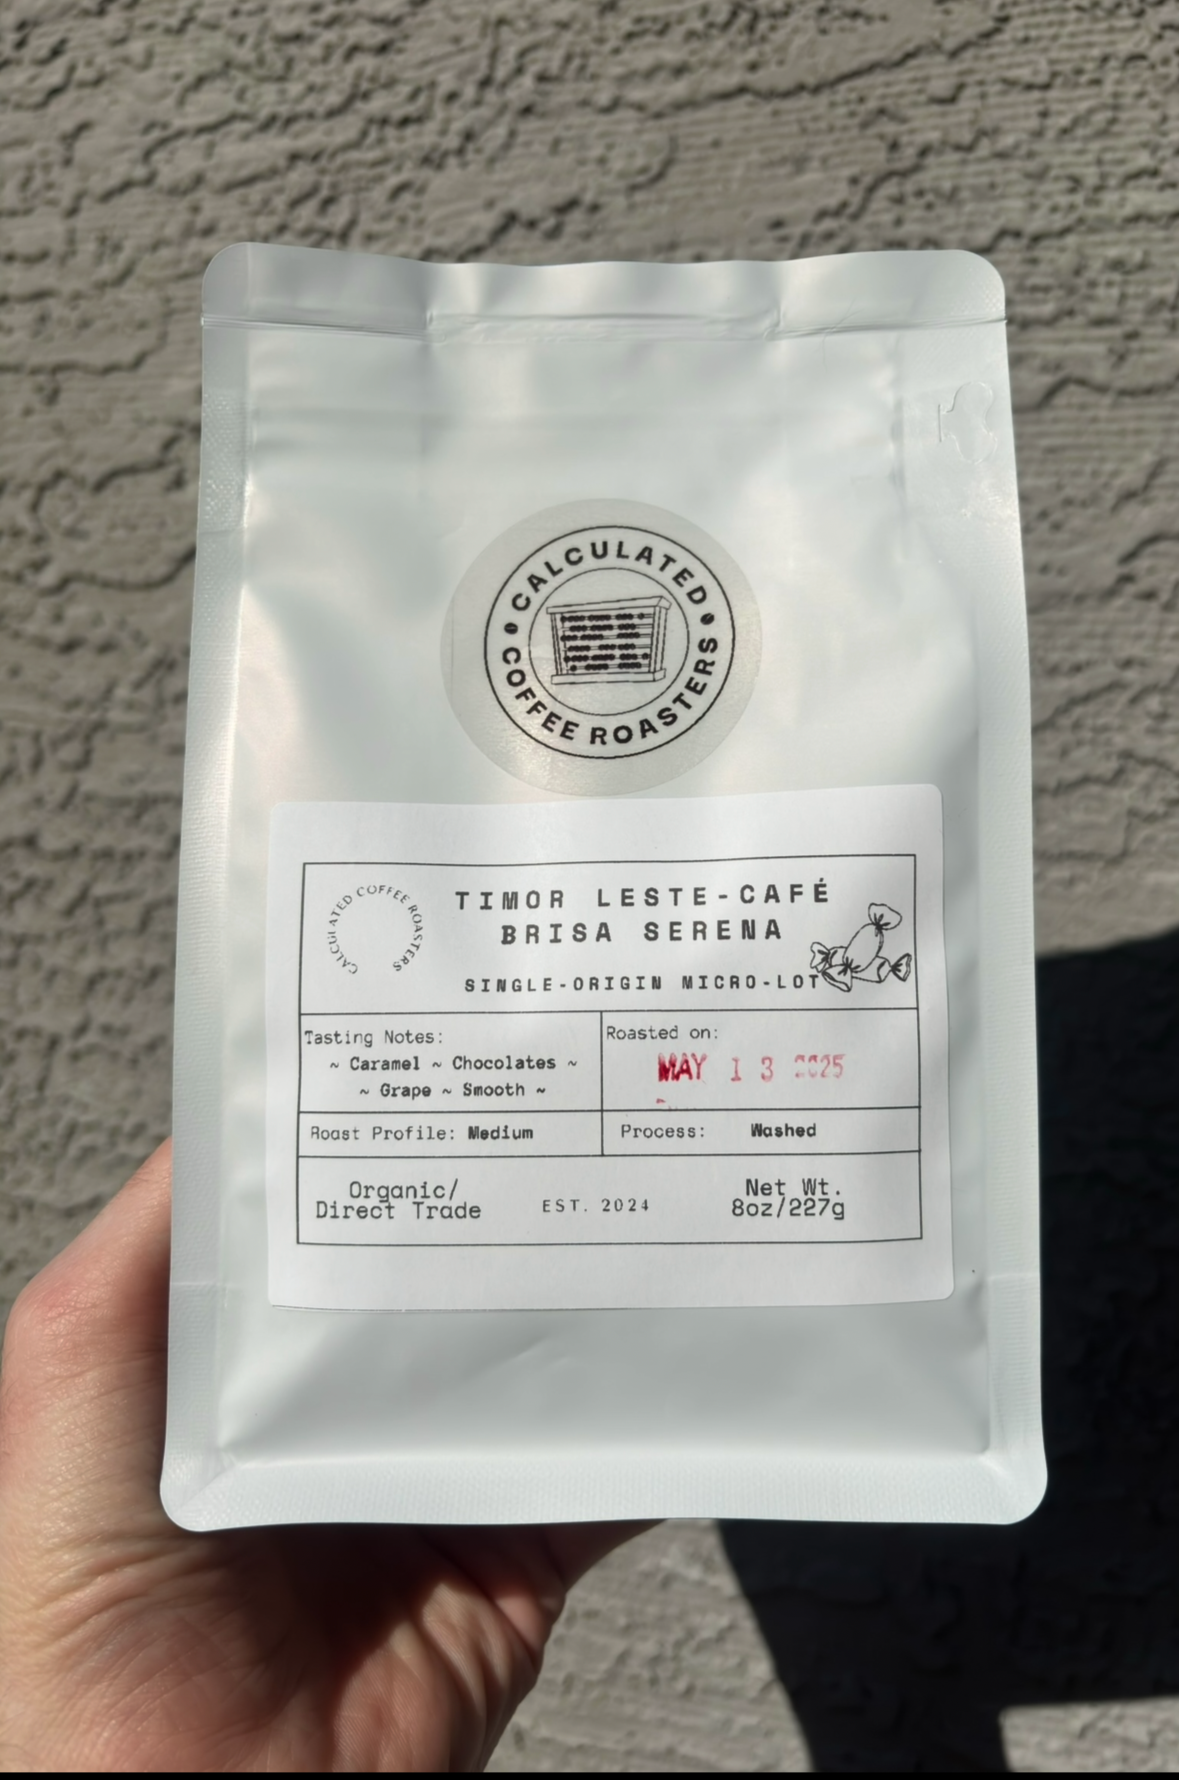 CALCULATED
COFFEE ROASTERS
CALCULATED COFFEE ROASTERS
TIMOR LESTE-CAFÉ
BRISA SERENA
SINGLE-ORIGIN MICRO-LOT
Tasting Notes:
~ Caramel ~ Chocolates ~
~ Grape ~ Smooth ~
Roasted on:
MAY 13 2025
Roast Profile: Medium
Process: Washed
Organic/
Direct Trade
EST. 2024
Net Wt.
8oz/227g